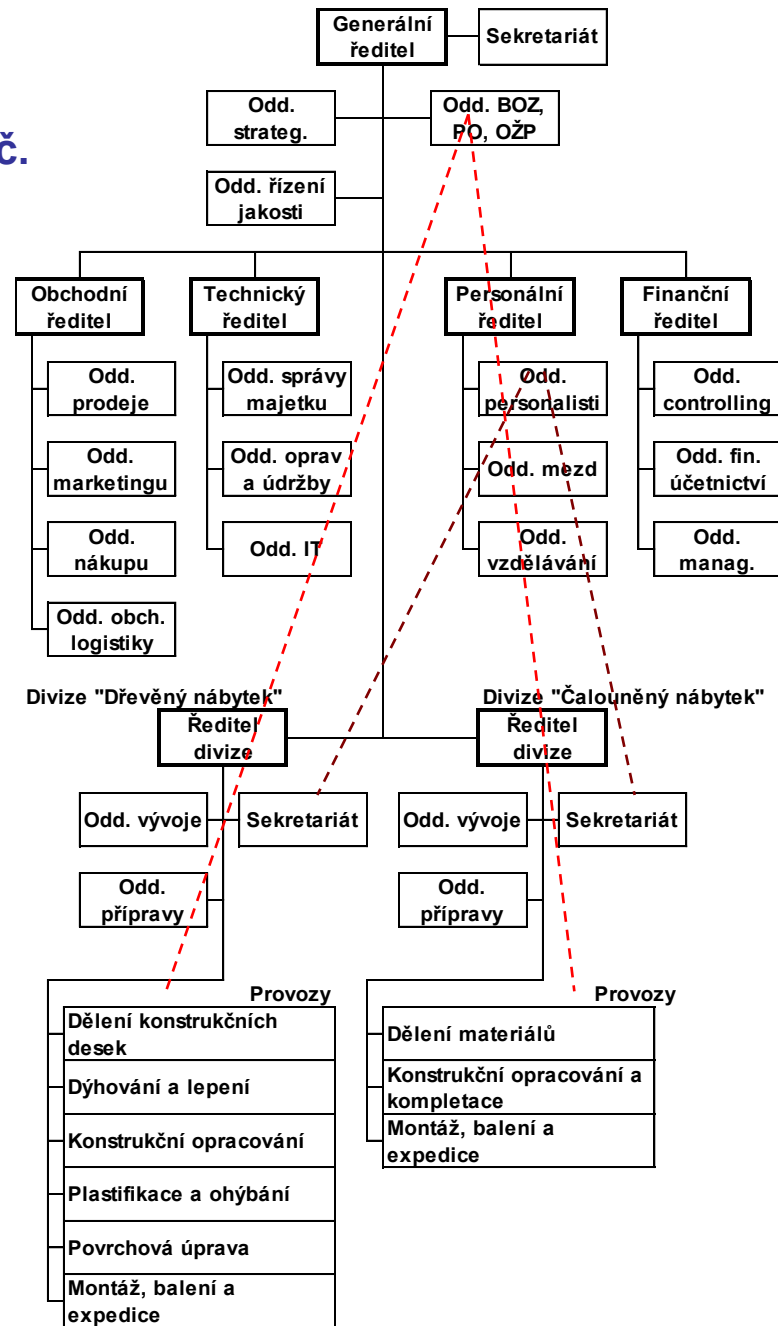 Generální
ředitel
Sekretariát
Odd.
strateg.
Odd. BOZ,
PO, OŽP
č.
Odd. řízení
jakosti
Obchodní
ředitel
Technický
ředitel
Personální
ředitel
Finanční
ředitel
Odd.
prodeje
Odd. správy
majetku
Odd.
personalisti
Odd.
controlling
Odd.
marketingu
Odd. oprav
a údržby
Odd. mezd
Odd. fin.
účetnictví
Odd.
nákupu
Odd. IT
Odd.
vzdělávání
Odd.
manag.
Odd. obch.
logistiky
Divize "Dřevěný nábytek"
Divize "Čalouněný nábytek"
Ředitel
divize
Ředitel
divize
Odd. vývoje
Sekretariát
Odd. vývoje
Sekretariát
Odd.
přípravy
Odd.
přípravy
Provozy
Dělení konstrukčních
desek
Dýhování a lepení
Konstrukční opracování
Plastifikace a ohýbání
Povrchová úprava
Montáž, balení a
expedice
Provozy
Dělení materiálů
Konstrukční opracování a
kompletace
Montáž, balení a
expedice